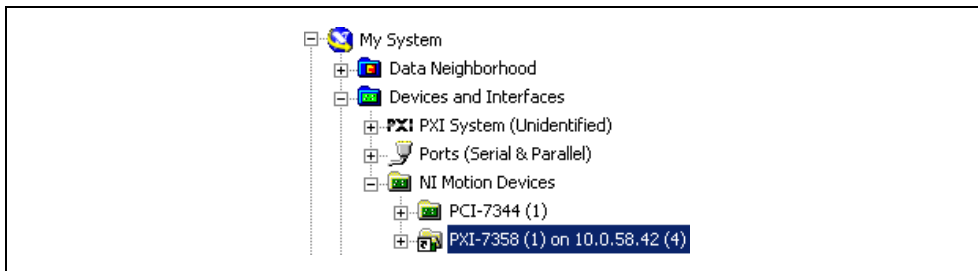 My System
Data Neighborhood
Devices and Interfaces
PXI PXI System (Unidentified)
Ports (Serial & Parallel)
NI Motion Devices
PCI-7344 (1)
PXI-7358 (1) on 10.0.58.42 (4)